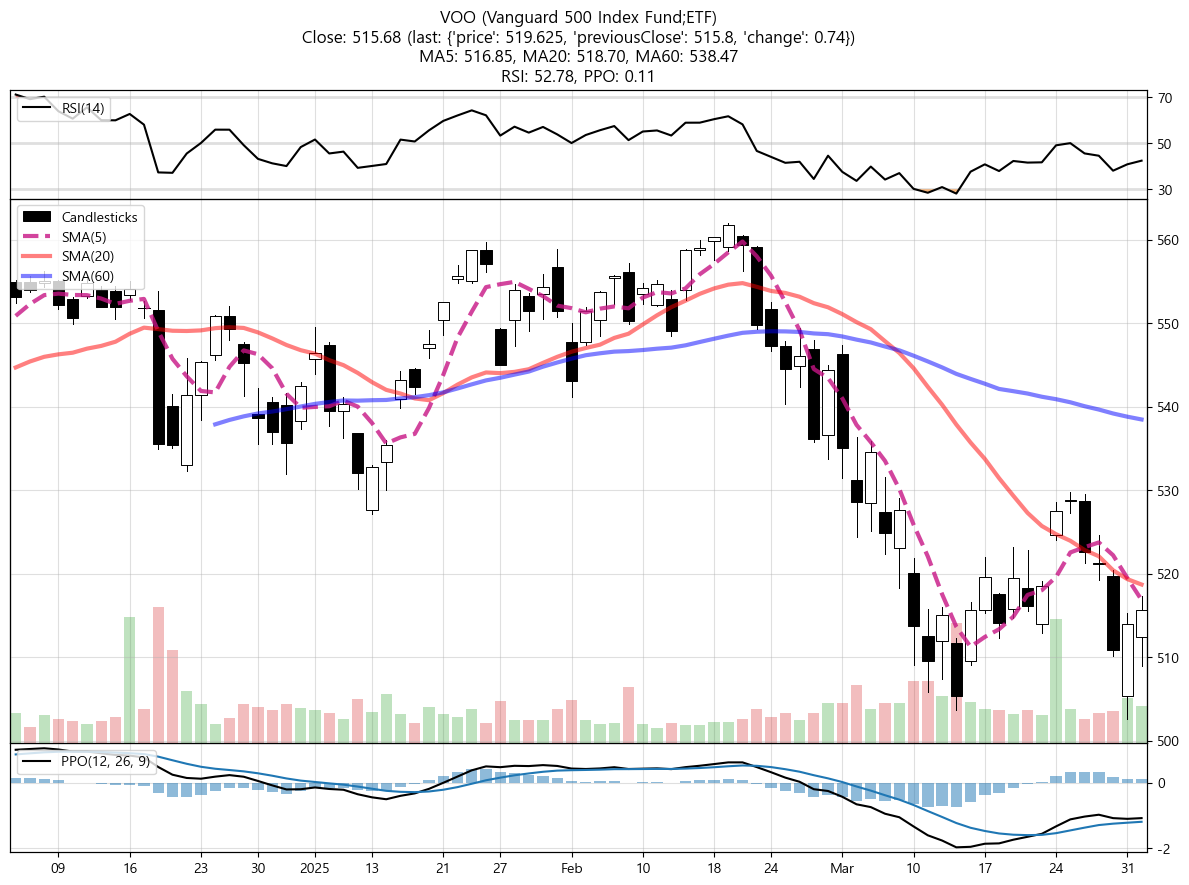 VOO (Vanguard 500 Index Fund;ETF)
Close: 515.68 (last: {'price': 519.625, 'previousClose': 515.8, 'change': 0.74})
MA5: 516.85, MA20: 518.70, MA60: 538.47
RSI: 52.78, PPO: 0.11
RSI(14)
70
50
30
Candlesticks
SMA(5)
SMA(20)
SMA(60)
560
550
540
530
520
510
500
PPO(12, 26, 9)
0
-2
09 16 23 30 2025 13 21 27 Feb 10 18 24 Mar 10 17 24 31